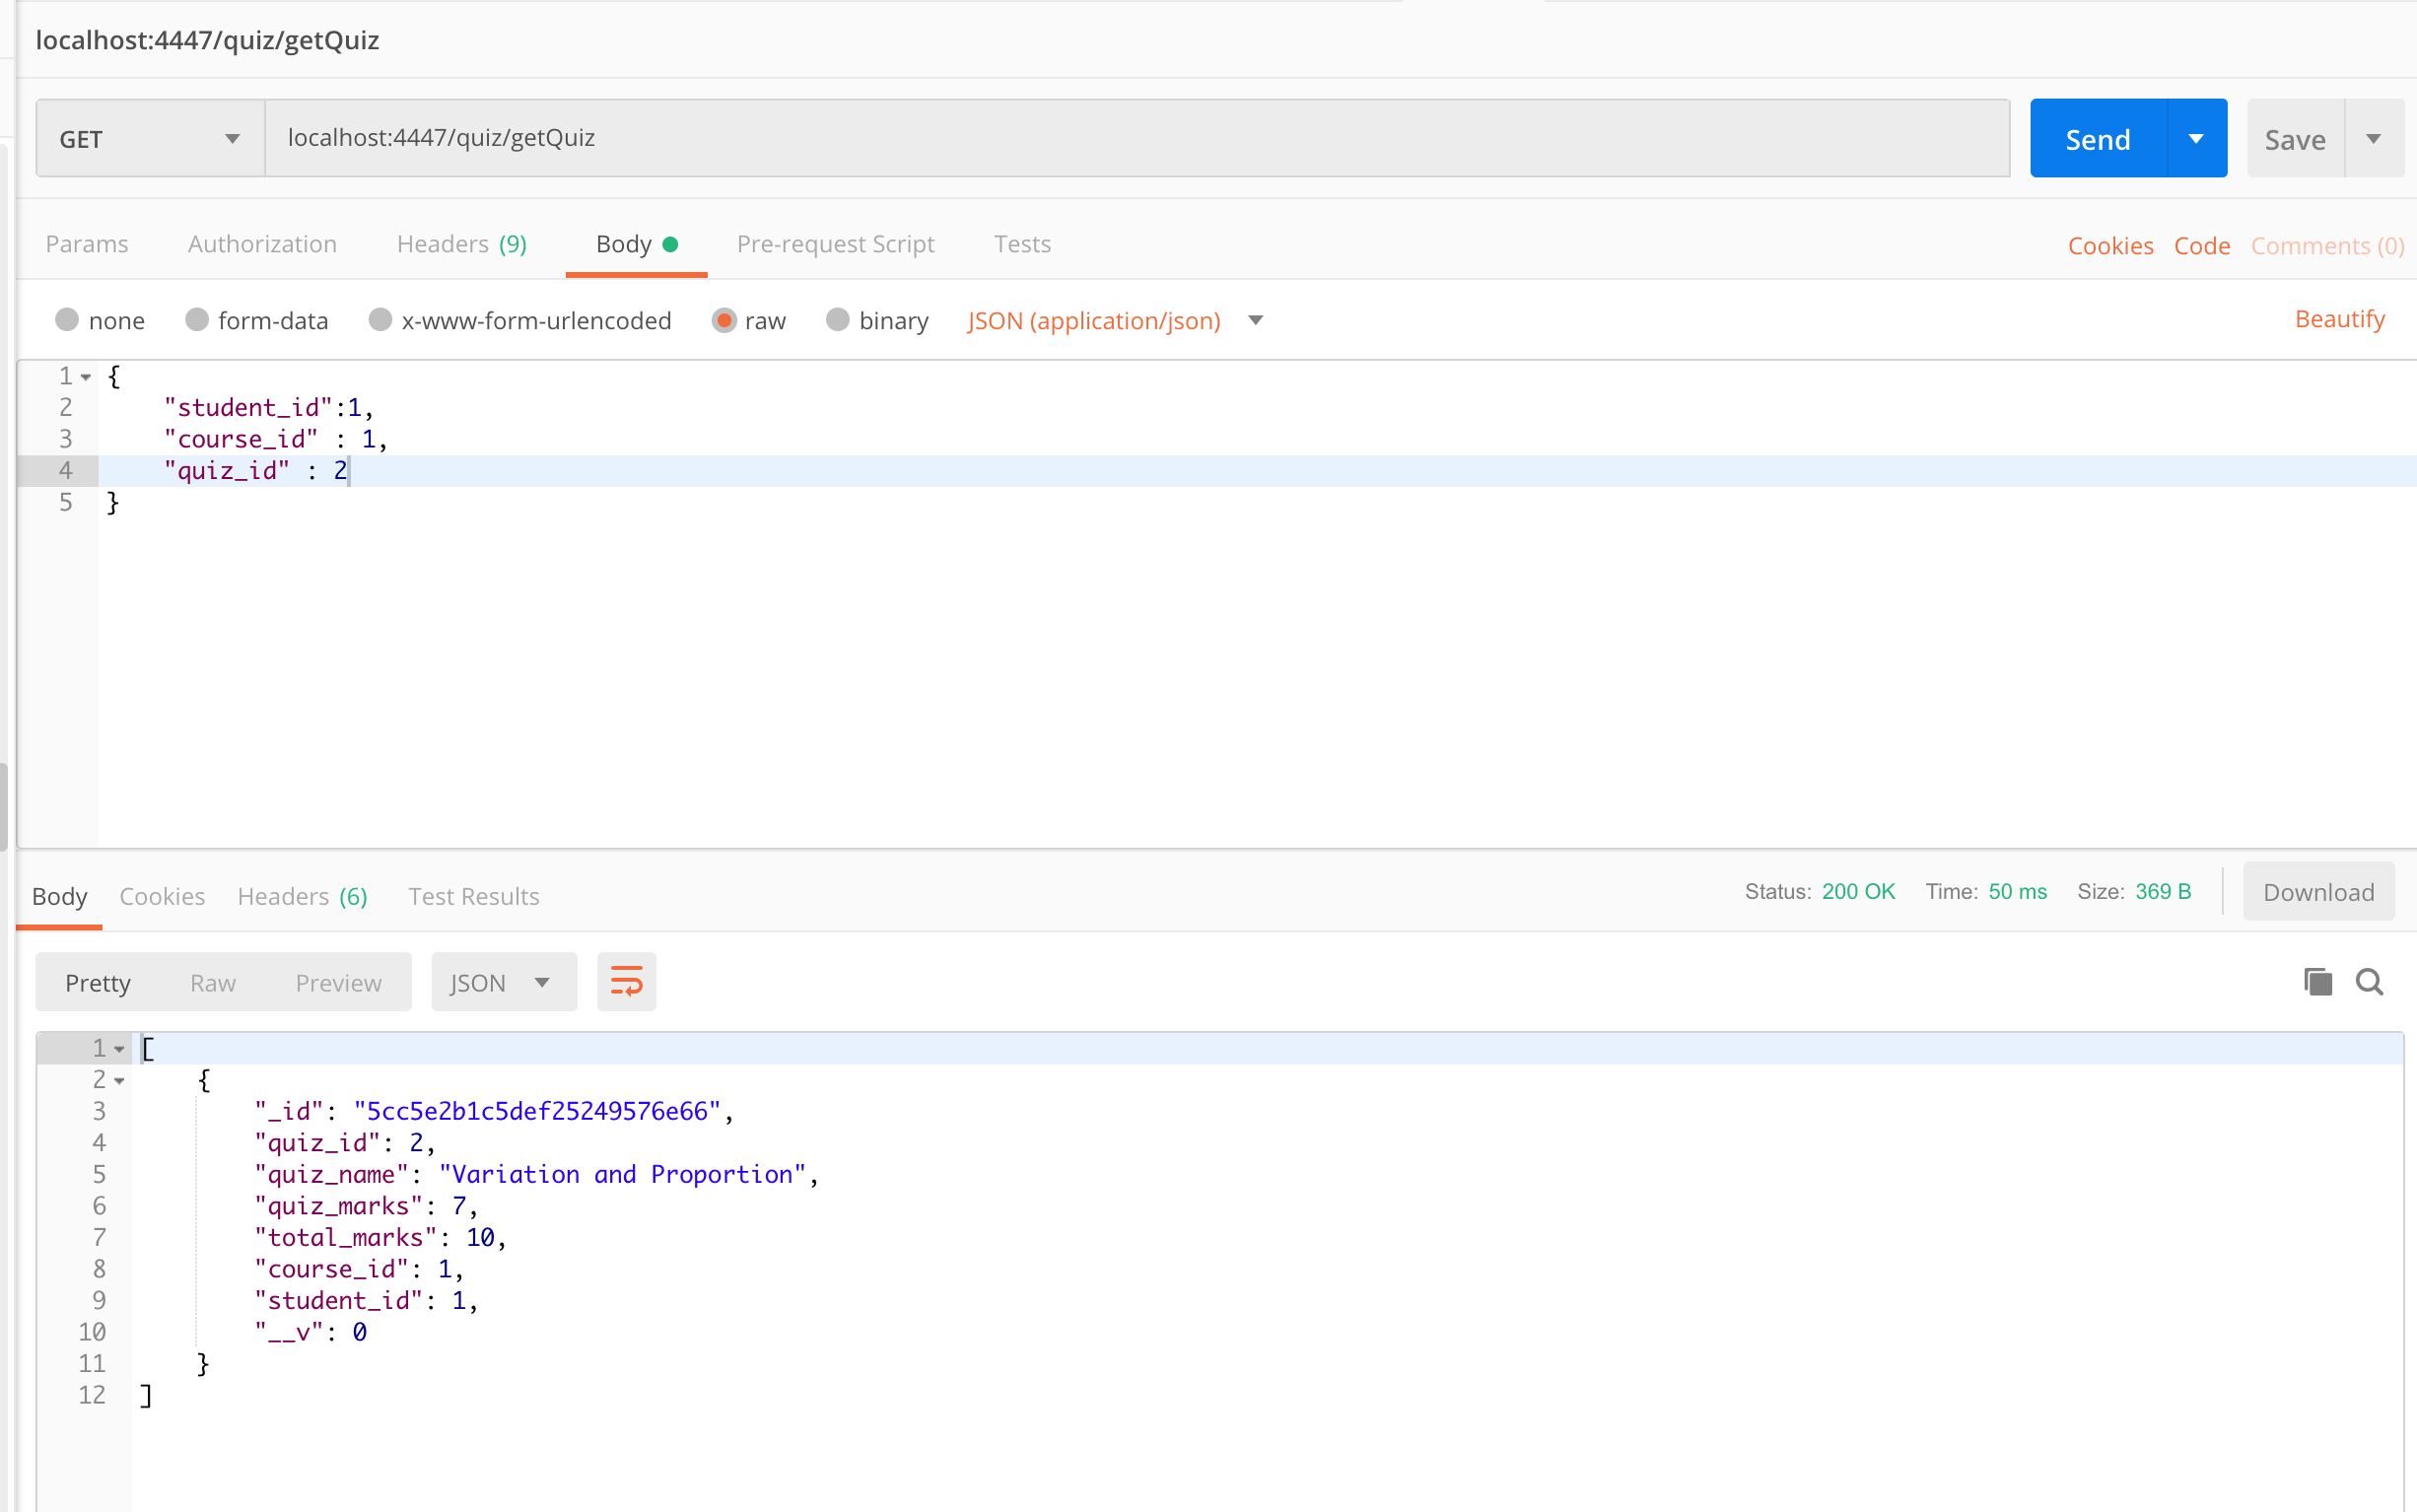 localhost:4447/quiz/getQuiz
GET localhost:4447/quiz/getQuiz Send Save
Params Authorization Headers (9) Body Pre-request Script Tests Cookies Code Comments (0)
none form-data x-www-form-urlencoded raw binary JSON (application/json) Beautify
1 {
2 "student_id":1,
3 "course_id" : 1,
4 "quiz_id" : 2
5 }
Body Cookies Headers (6) Test Results Status: 200 OK Time: 50 ms Size: 369 B Download
Pretty Raw Preview JSON
1 [
2 {
3 "_id": "5cc5e2b1c5def25249576e66",
4 "quiz_id": 2,
5 "quiz_name": "Variation and Proportion",
6 "quiz_marks": 7,
7 "total_marks": 10,
8 "course_id": 1,
9 "student_id": 1,
10 "__v": 0
11 }
12 ]